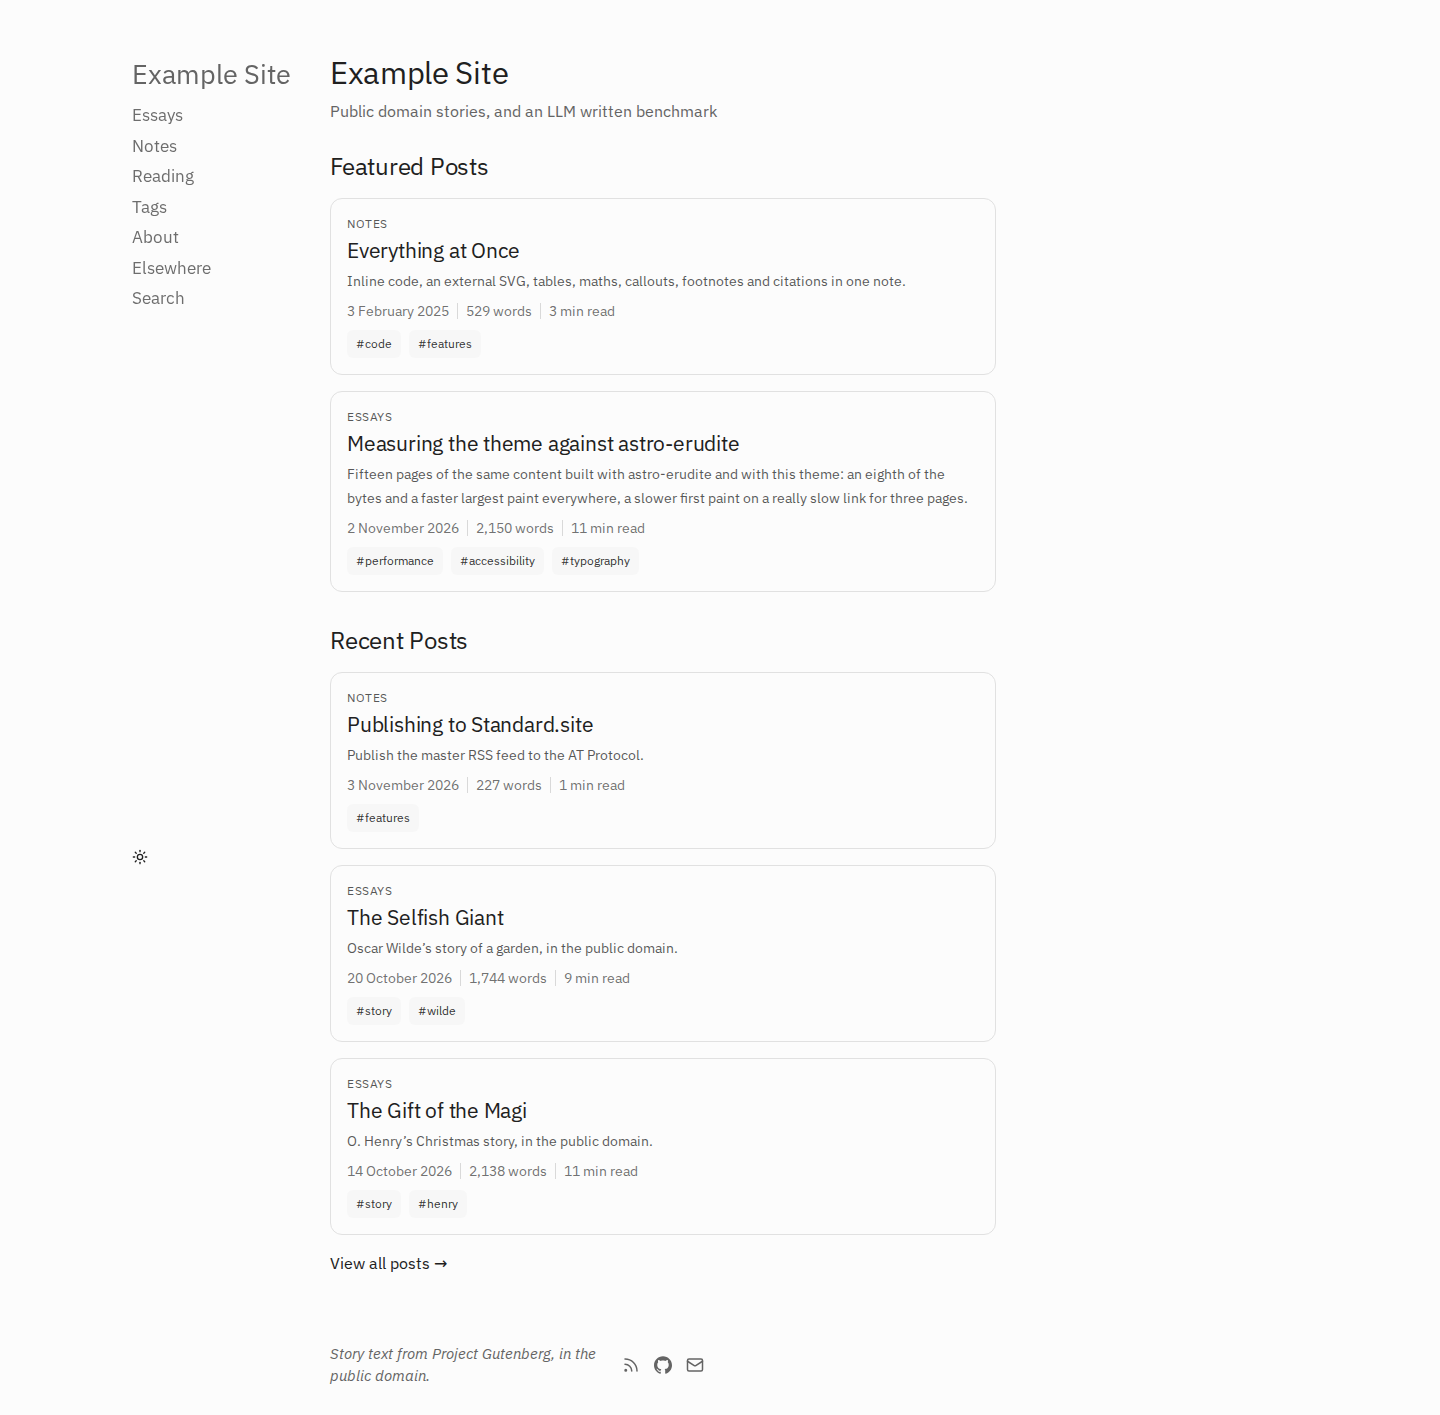 Example Site
Essays
Notes
Reading
Tags
About
Elsewhere
Search
Example Site
Public domain stories, and an LLM written benchmark
Featured Posts
NOTES
Everything at Once
Inline code, an external SVG, tables, maths, callouts, footnotes and citations in one note.
3 February 2025 529 words 3 min read
#code #features
ESSAYS
Measuring the theme against astro-erudite
Fifteen pages of the same content built with astro-erudite and with this theme: an eighth of the
bytes and a faster largest paint everywhere, a slower first paint on a really slow link for three pages.
2 November 2026 2,150 words 11 min read
#performance #accessibility #typography
Recent Posts
NOTES
Publishing to Standard.site
Publish the master RSS feed to the AT Protocol.
3 November 2026 227 words 1 min read
#features
ESSAYS
The Selfish Giant
Oscar Wilde’s story of a garden, in the public domain.
20 October 2026 1,744 words 9 min read
#story #wilde
ESSAYS
The Gift of the Magi
O. Henry’s Christmas story, in the public domain.
14 October 2026 2,138 words 11 min read
#story #henry
View all posts →
Story text from Project Gutenberg, in the
public domain.